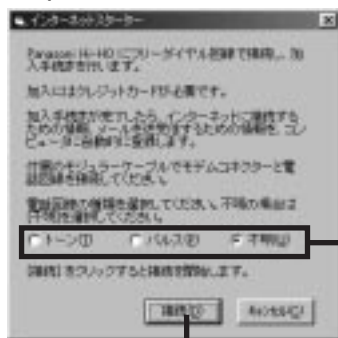 インターネットスターター
Panasonic Hi-HO にフリーダイヤル回線で接続し、加
入手続きを行います。
加入にはクレジットカードが必要です。
加入手続きが完了したら、インターネットに接続する
ための情報、メールを送受信するための情報を、コン
ピュータに自動的に登録します。
付属のモジュラーケーブルでモデムコネクターと電
話回線を接続してください。
電話回線の種類を選択してください。不明の場合は
[不明]を選択してください。
トーン(T) パルス(P) 不明(U)
[接続] をクリックすると接続を開始します。
接続(D) キャンセル(C)